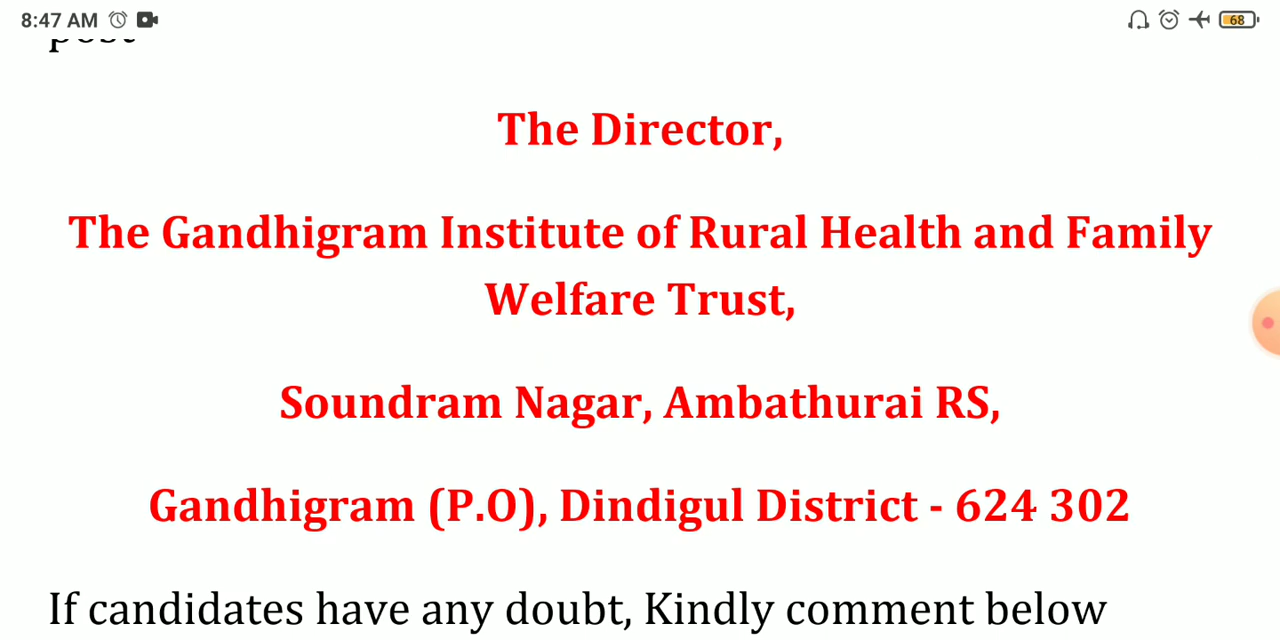 8:47 AM
68
post
The Director,
The Gandhigram Institute of Rural Health and Family
Welfare Trust,
Soundram Nagar, Ambathurai RS,
Gandhigram (P.O), Dindigul District - 624 302
If candidates have any doubt, Kindly comment below